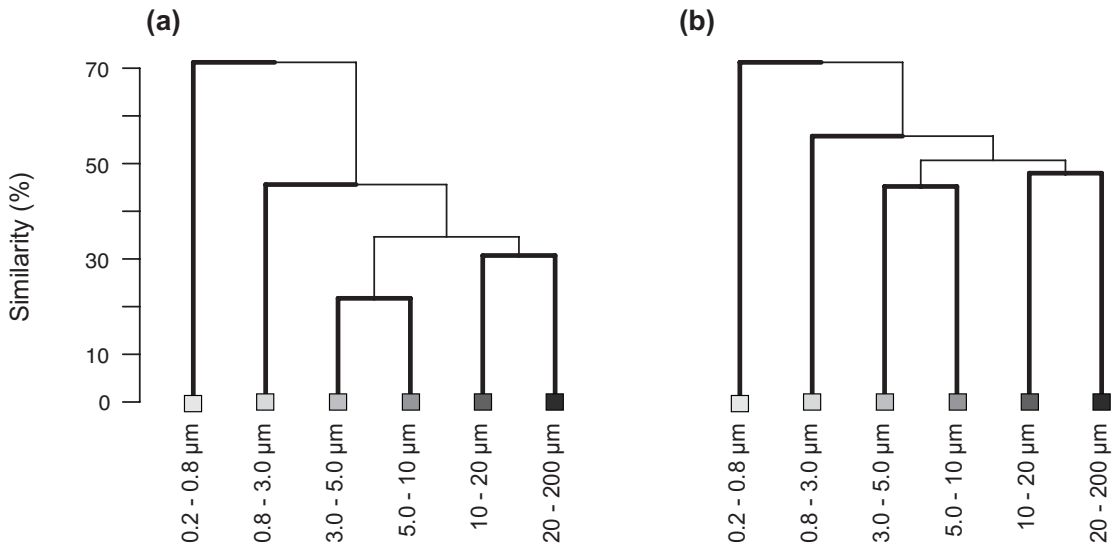 (a)
(b)
Similarity (%)
70
50
30
10
0
0.2 - 0.8 µm
0.8 - 3.0 µm
3.0 - 5.0 µm
5.0 - 10 µm
10 - 20 µm
20 - 200 µm
0.2 - 0.8 µm
0.8 - 3.0 µm
3.0 - 5.0 µm
5.0 - 10 µm
10 - 20 µm
20 - 200 µm